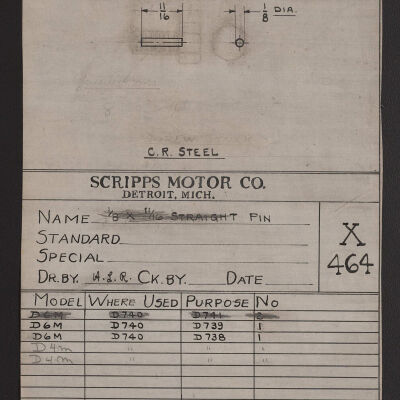 11/16
1/8 DIA.
C. R. STEEL
SCRIPPS MOTOR CO.
DETROIT, MICH.
NAME 1/8 X 11/16 STRAIGHT PIN
STANDARD
SPECIAL
DR. BY. A.L.R. CK. BY. DATE
X
464
MODEL WHERE USED PURPOSE NO
D6M D740 D741 2
D6M D740 D739 1
D6M D740 D738 1
D4M " " "
D4M " " "